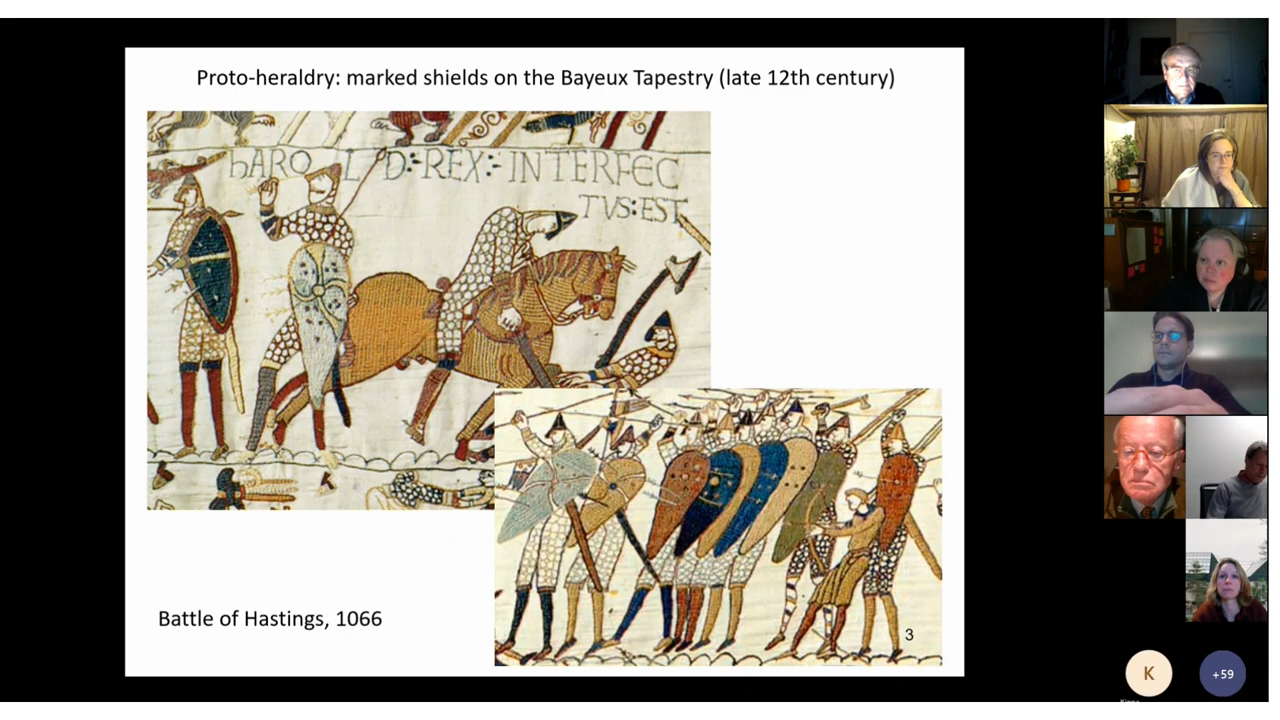 Proto-heraldry: marked shields on the Bayeux Tapestry (late 12th century)
hAROLD:REX:INTERFEC
TVS:EST
Battle of Hastings, 1066
3
K
+59